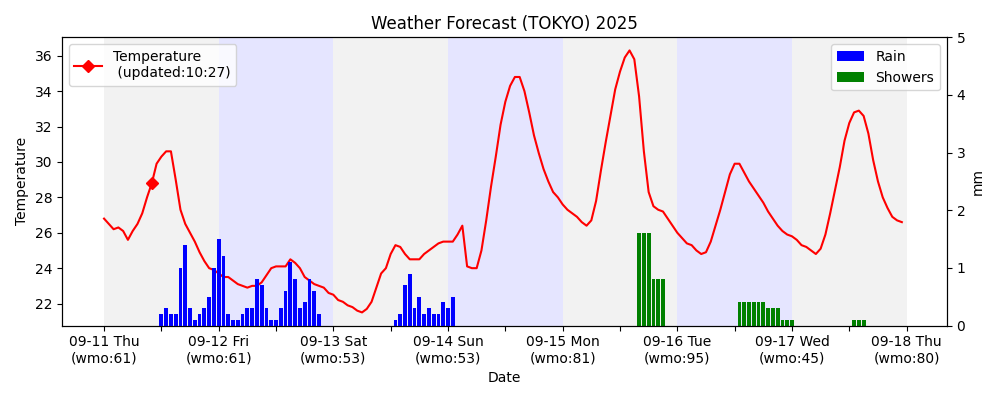 Weather Forecast (TOKYO) 2025
Temperature
(updated:10:27)
Rain
Showers
36
34
32
30
28
26
24
22
Temperature
5
4
3
2
1
0
mm
09-11 Thu
(wmo:61)
09-12 Fri
(wmo:61)
09-13 Sat
(wmo:53)
09-14 Sun
(wmo:53)
09-15 Mon
(wmo:81)
09-16 Tue
(wmo:95)
09-17 Wed
(wmo:45)
09-18 Thu
(wmo:80)
Date